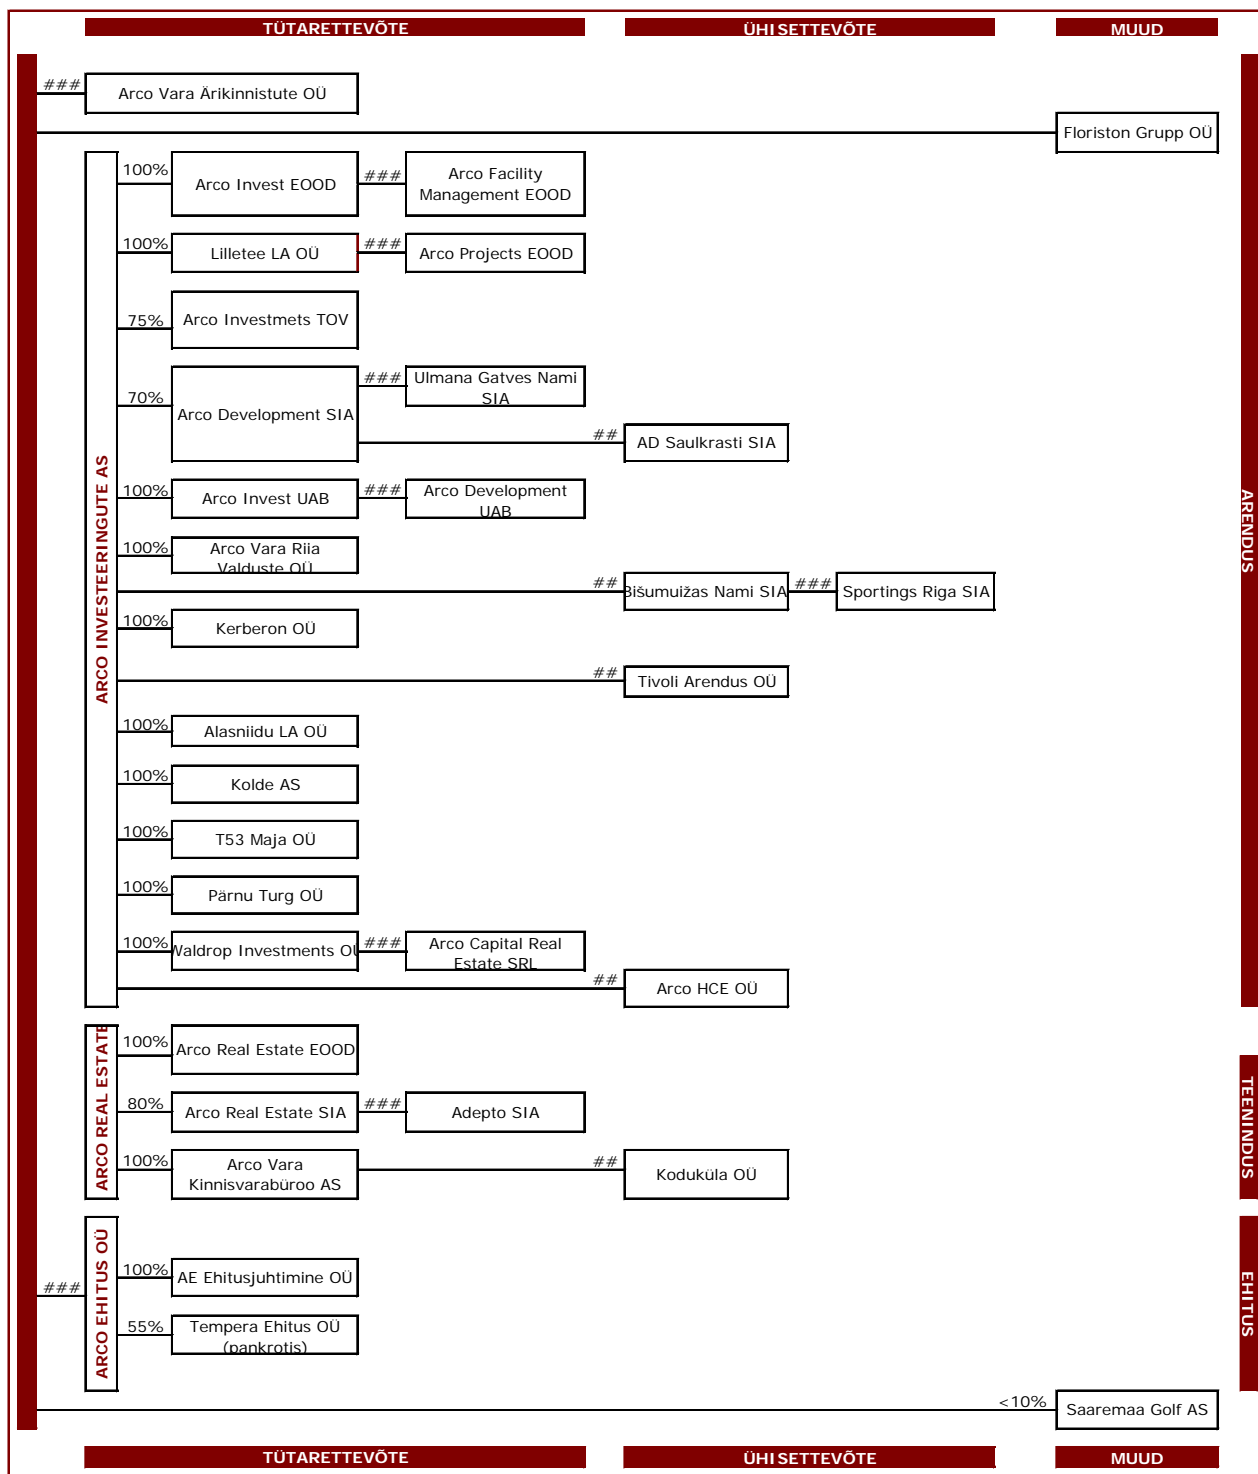 TÜTARETTEVÕTE
ÜHISETTEVÕTE
MUUD
###
Arco Vara Ärikinnistute OÜ
Floriston Grupp OÜ
ARCO INVESTEERINGUTE AS
ARENDUS
100%
Arco Invest EOOD
###
Arco Facility
Management EOOD
100%
Lilletee LA OÜ
###
Arco Projects EOOD
75%
Arco Investmets TOV
70%
Arco Development SIA
###
Ulmana Gatves Nami
SIA
##
AD Saulkrasti SIA
100%
Arco Invest UAB
###
Arco Development
UAB
100%
Arco Vara Riia
Valduste OÜ
##
Bišumuižas Nami SIA
###
Sportings Riga SIA
100%
Kerberon OÜ
##
Tivoli Arendus OÜ
100%
Alasniidu LA OÜ
100%
Kolde AS
100%
T53 Maja OÜ
100%
Pärnu Turg OÜ
100%
Waldrop Investments OÜ
###
Arco Capital Real
Estate SRL
##
Arco HCE OÜ
ARCO REAL ESTATE
TEENINDUS
100%
Arco Real Estate EOOD
80%
Arco Real Estate SIA
###
Adepto SIA
100%
Arco Vara
Kinnisvarabüroo AS
##
Koduküla OÜ
###
ARCO EHITUS OÜ
EHITUS
100%
AE Ehitusjuhtimine OÜ
55%
Tempera Ehitus OÜ
(pankrotis)
<10%
Saaremaa Golf AS
TÜTARETTEVÕTE
ÜHISETTEVÕTE
MUUD